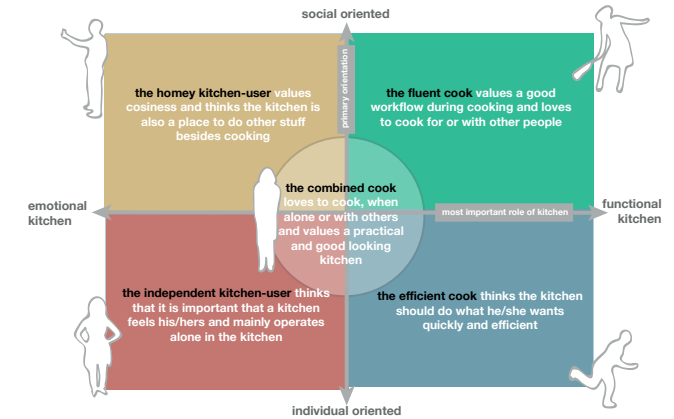 social oriented
primary orientation
the homey kitchen-user values
cosiness and thinks the kitchen is
also a place to do other stuff
besides cooking
the fluent cook values a good
workflow during cooking and loves
to cook for or with other people
the combined cook
loves to cook, when
alone or with others
and values a practical
and good looking
kitchen
emotional
kitchen
most important role of kitchen
functional
kitchen
the independent kitchen-user thinks
that it is important that a kitchen
feels his/hers and mainly operates
alone in the kitchen
the efficient cook thinks the kitchen
should do what he/she wants
quickly and efficient
individual oriented